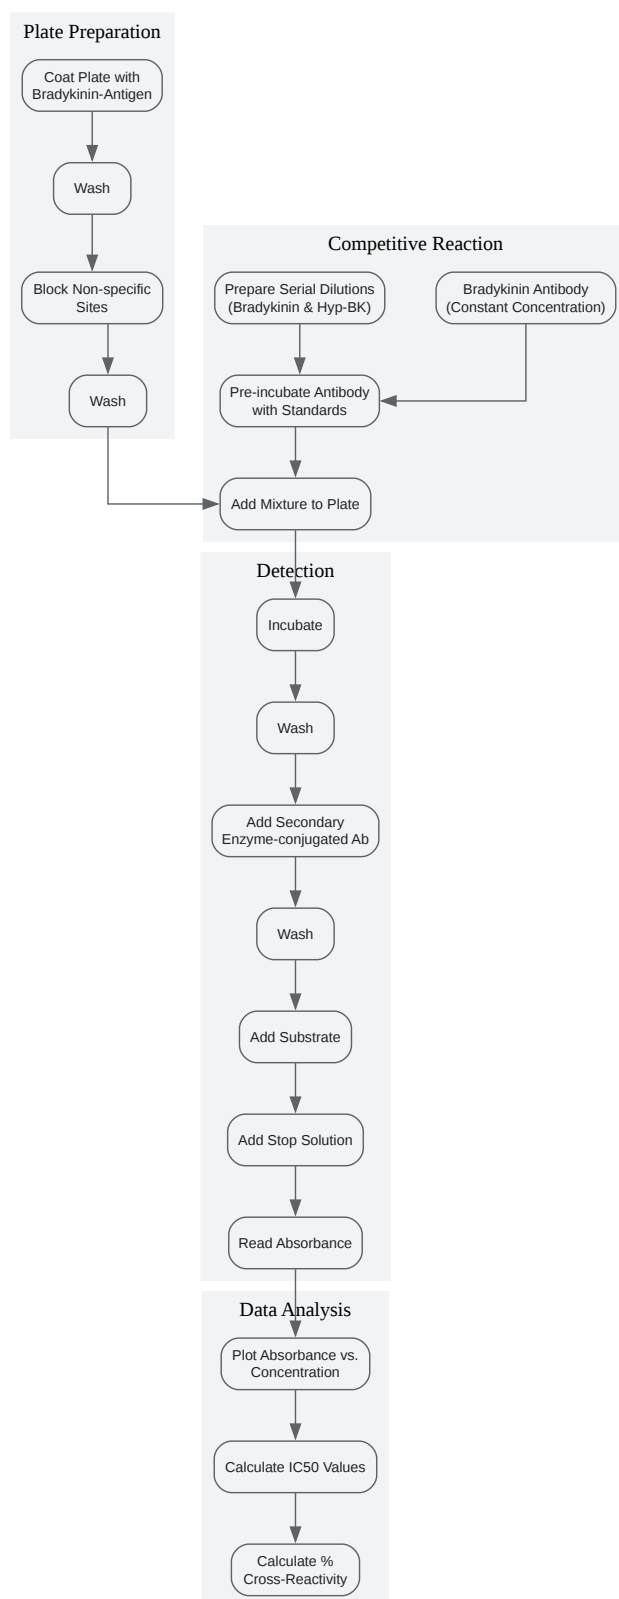 Plate Preparation
Coat Plate with
Bradykinin-Antigen
Wash
Block Non-specific
Sites
Wash
Competitive Reaction
Prepare Serial Dilutions
(Bradykinin & Hyp-BK)
Bradykinin Antibody
(Constant Concentration)
Pre-incubate Antibody
with Standards
Add Mixture to Plate
Detection
Incubate
Wash
Add Secondary
Enzyme-conjugated Ab
Wash
Add Substrate
Add Stop Solution
Read Absorbance
Data Analysis
Plot Absorbance vs.
Concentration
Calculate IC50 Values
Calculate %
Cross-Reactivity